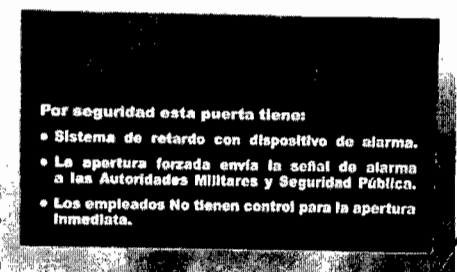 Por seguridad esta puerta tiene:
• Sistema de retardo con dispositivo de alarma.
• La apertura forzada envía la señal de alarma
a las Autoridades Militares y Seguridad Pública.
• Los empleados No tienen control para la apertura
Inmediata.